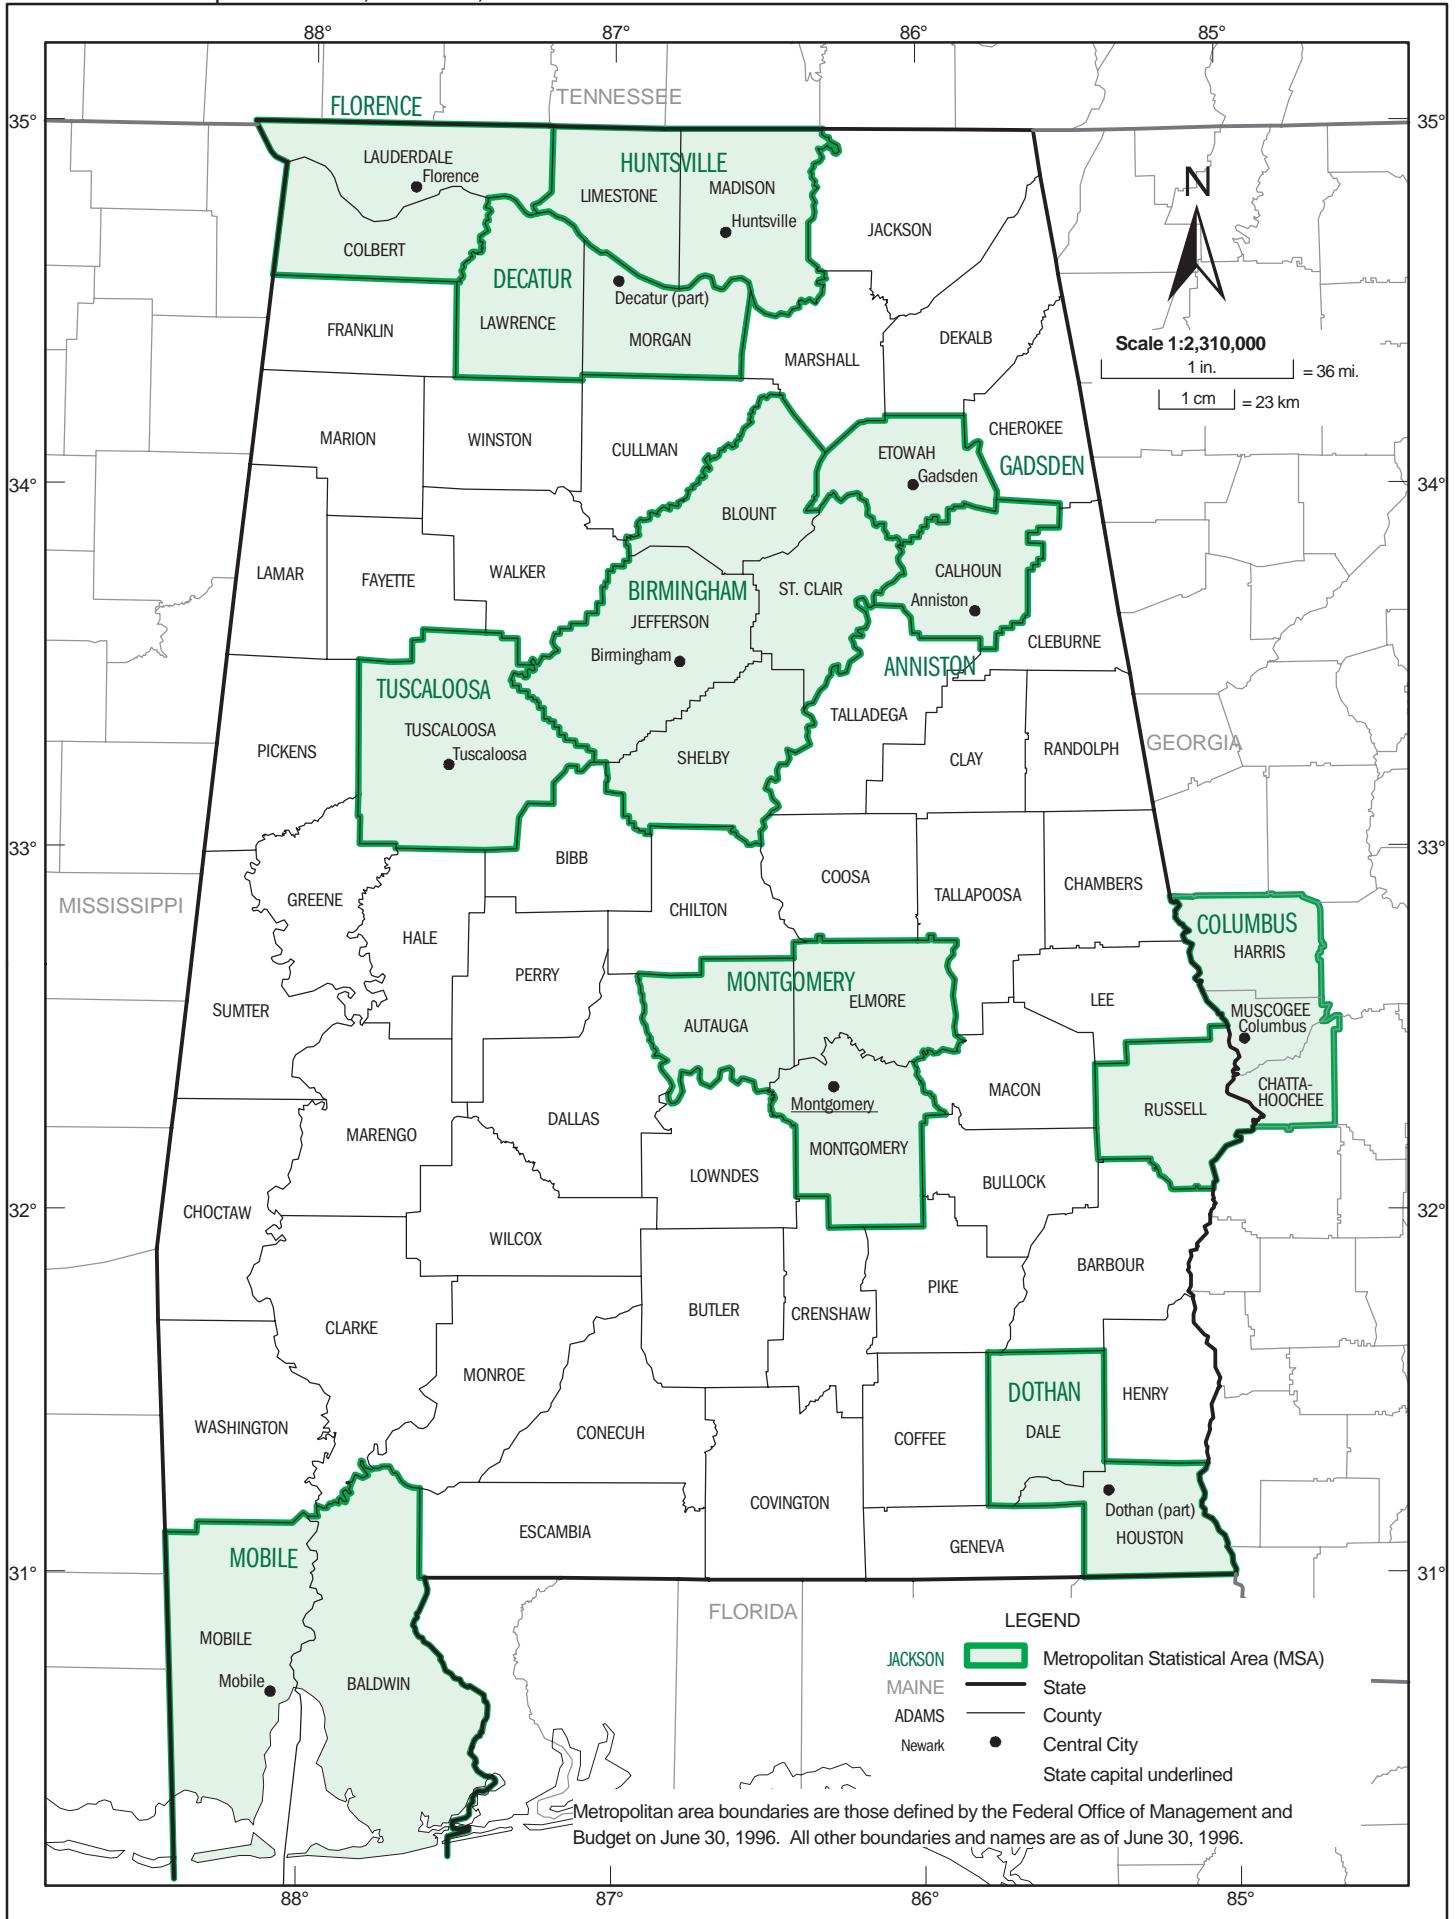 88° 87° 86° 85°
TENNESSEE
FLORENCE
35° 35°
LAUDERDALE
Florence
HUNTSVILLE
LIMESTONE
MADISON
Huntsville
N
JACKSON
COLBERT
DECATUR
Decatur (part)
LAWRENCE
MORGAN
FRANKLIN
DEKALB
MARSHALL
Scale 1:2,310,000
1 in.
= 36 mi.
1 cm
= 23 km
MARION
WINSTON
CULLMAN
CHEROKEE
ETOWAH
Gadsden
GADSDEN
34° 34°
BLOUNT
LAMAR
FAYETTE
WALKER
BIRMINGHAM
JEFFERSON
Birmingham
ST. CLAIR
CALHOUN
Anniston
CLEBURNE
ANNISTON
TUSCALOOSA
TUSCALOOSA
Tuscaloosa
TALLADEGA
PICKENS
SHELBY
CLAY
RANDOLPH
GEORGIA
33° 33°
BIBB
COOSA
TALLAPOOSA
CHAMBERS
MISSISSIPPI
GREENE
HALE
CHILTON
COLUMBUS
HARRIS
PERRY
MONTGOMERY
ELMORE
LEE
SUMTER
AUTAUGA
MUSCOGEE
Columbus
MACON
CHATTA-
HOOCHEE
Montgomery
RUSSELL
DALLAS
MARENGO
MONTGOMERY
LOWNDES
BULLOCK
32° 32°
CHOCTAW
WILCOX
BARBOUR
PIKE
BUTLER
CRENSHAW
CLARKE
MONROE
DOTHAN
HENRY
WASHINGTON
CONECUH
COFFEE
DALE
COVINGTON
Dothan (part)
HOUSTON
ESCAMBIA
GENEVA
MOBILE
31° 31°
FLORIDA
MOBILE
Mobile
BALDWIN
LEGEND
JACKSON Metropolitan Statistical Area (MSA)
MAINE State
ADAMS County
Newark Central City
State capital underlined
Metropolitan area boundaries are those defined by the Federal Office of Management and
Budget on June 30, 1996. All other boundaries and names are as of June 30, 1996.
88° 87° 86° 85°